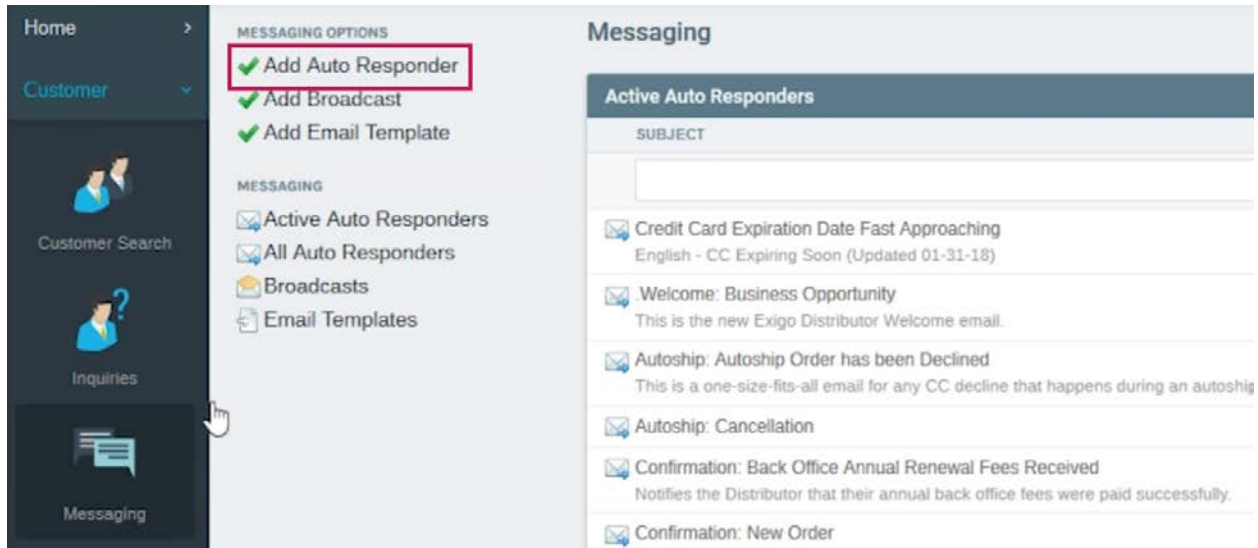 Home
Customer
Customer Search
Inquiries
Messaging
MESSAGING OPTIONS
Add Auto Responder
Add Broadcast
Add Email Template
MESSAGING
Active Auto Responders
All Auto Responders
Broadcasts
Email Templates
Messaging
Active Auto Responders
SUBJECT
Credit Card Expiration Date Fast Approaching
English - CC Expiring Soon (Updated 01-31-18)
.Welcome: Business Opportunity
This is the new Exigo Distributor Welcome email.
Autoship: Autoship Order has been Declined
This is a one-size-fits-all email for any CC decline that happens during an autoship
Autoship: Cancellation
Confirmation: Back Office Annual Renewal Fees Received
Notifies the Distributor that their annual back office fees were paid successfully.
Confirmation: New Order